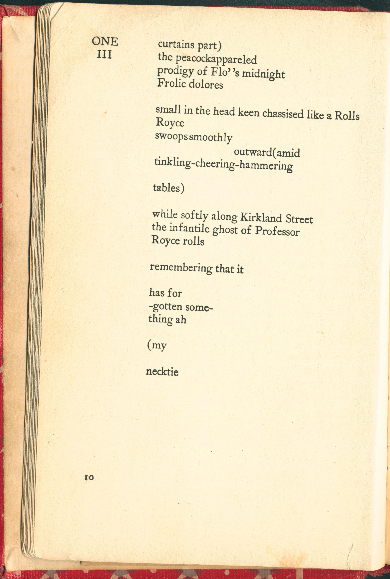 ONE
III
curtains part)
the peacockappareled
prodigy of Flo''s midnight
Frolic dolores
small in the head keen chassised like a Rolls
Royce
swoopssmoothly
outward(amid
tinkling-cheering-hammering
tables)
while softly along Kirkland Street
the infantile ghost of Professor
Royce rolls
remembering that it
has for
-gotten some-
thing ah
(my
necktie
10